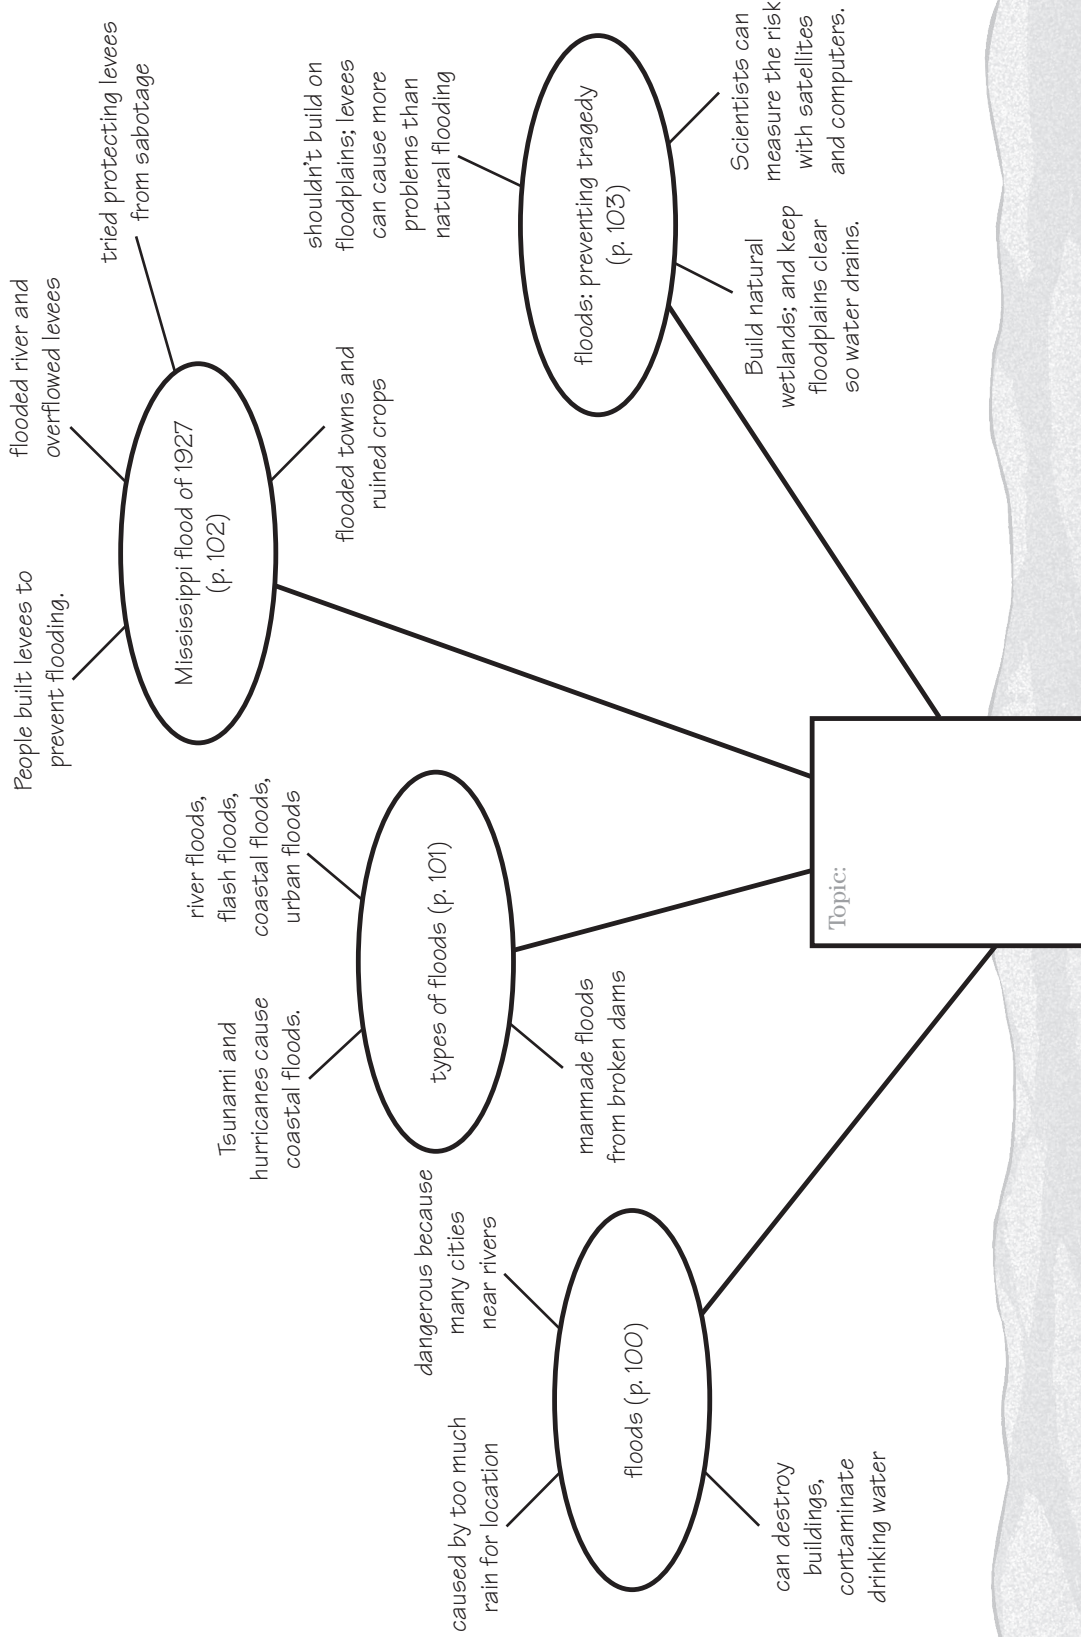 caused by too much
rain for location
dangerous because
many cities
near rivers
floods (p. 100)
can destroy
buildings,
contaminate
drinking water
Tsunami and
hurricanes cause
coastal floods.
river floods,
flash floods,
coastal floods,
urban floods
types of floods (p. 101)
manmade floods
from broken dams
People built levees to
prevent flooding.
flooded river and
overflowed levees
tried protecting levees
from sabotage
Mississippi flood of 1927
(p. 102)
flooded towns and
ruined crops
shouldn't build on
floodplains; levees
can cause more
problems than
natural flooding
floods: preventing tragedy
(p. 103)
Build natural
wetlands; and keep
floodplains clear
so water drains.
Scientists can
measure the risk
with satellites
and computers.
Topic: